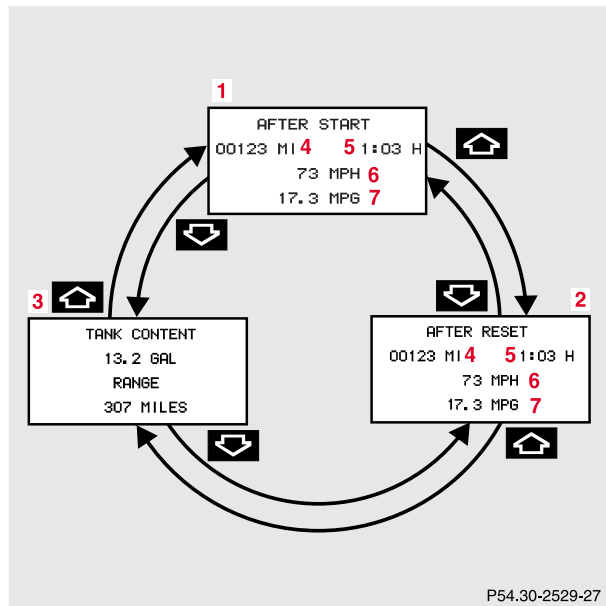 1
AFTER START
00123 MI 4 5 1:03 H
73 MPH 6
17.3 MPG 7
3
TANK CONTENT
13.2 GAL
RANGE
307 MILES
2
AFTER RESET
00123 MI 4 5 1:03 H
73 MPH 6
17.3 MPG 7
P54.30-2529-27